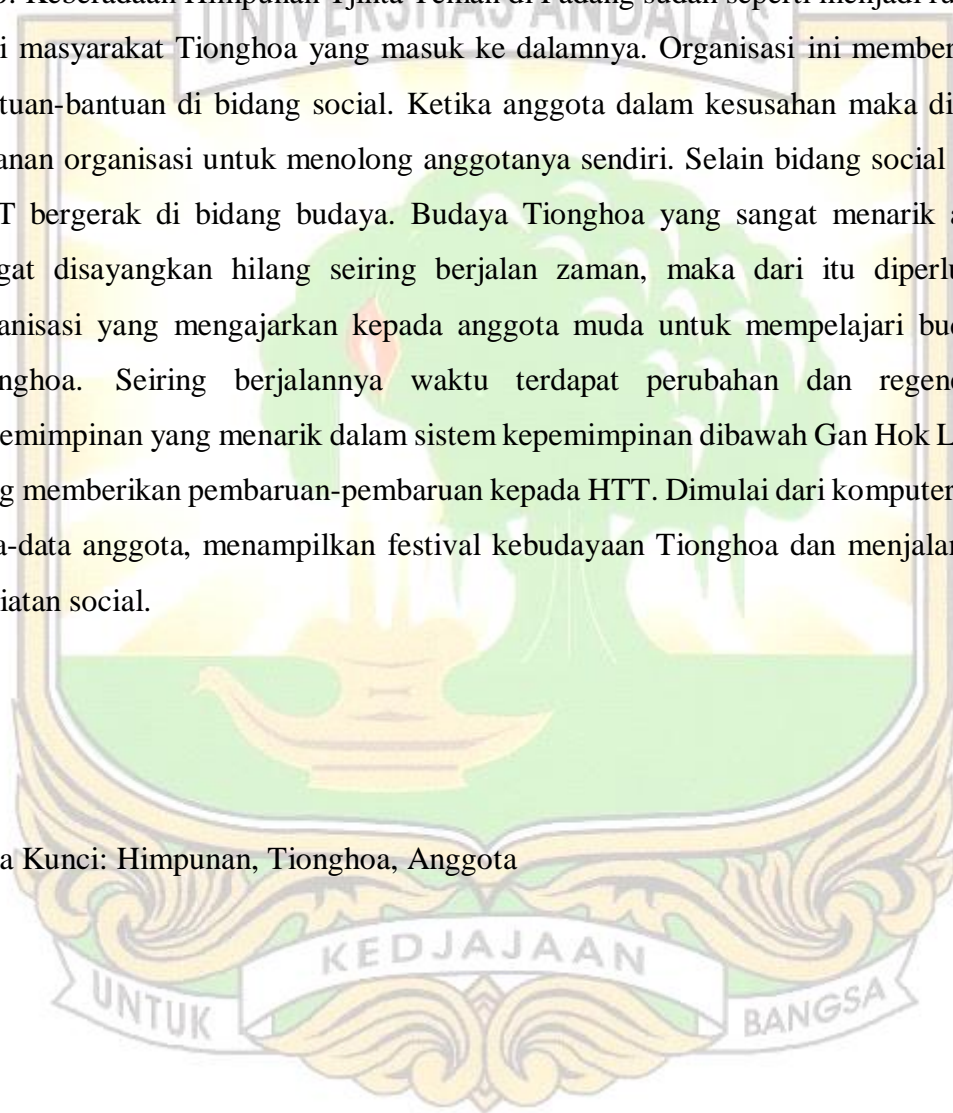 UNIVERSITAS ANDALAS
Keberadaan Himpunan Tjinta Teman di Padang sudah seperti menjadi
i masyarakat Tionghoa yang masuk ke dalamnya. Organisasi ini member
tuan-bantuan di bidang social. Ketika anggota dalam kesusahan maka di
anan organisasi untuk menolong anggotanya sendiri. Selain bidang social
T bergerak di bidang budaya. Budaya Tionghoa yang sangat menarik a
gat disayangkan hilang seiring berjalan zaman, maka dari itu diperlu
anisasi yang mengajarkan kepada anggota muda untuk mempelajari bu
nghoa. Seiring berjalannya waktu terdapat perubahan dan regen
emimpinan yang menarik dalam sistem kepemimpinan dibawah Gan Hok L
g memberikan pembaruan-pembaruan kepada HTT. Dimulai dari komputer
a-data anggota, menampilkan festival kebudayaan Tionghoa dan menjalan
iatan social.
a Kunci: Himpunan, Tionghoa, Anggota
UNTUK KEDJAJAAN BANGSA